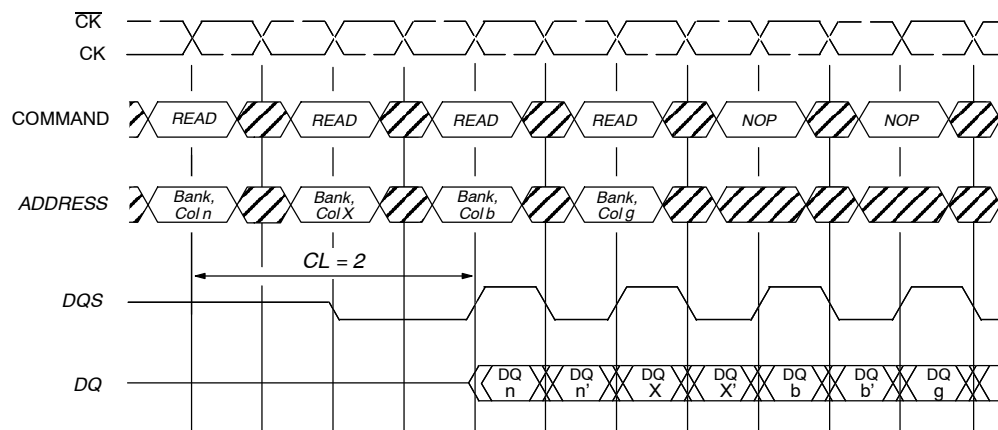 CK
CK
COMMAND READ READ READ READ NOP NOP
ADDRESS Bank, Col n Bank, Col X Bank, Col b Bank, Col g
CL = 2
DQS
DQ DQ n DQ n' DQ X DQ X' DQ b DQ b' DQ g